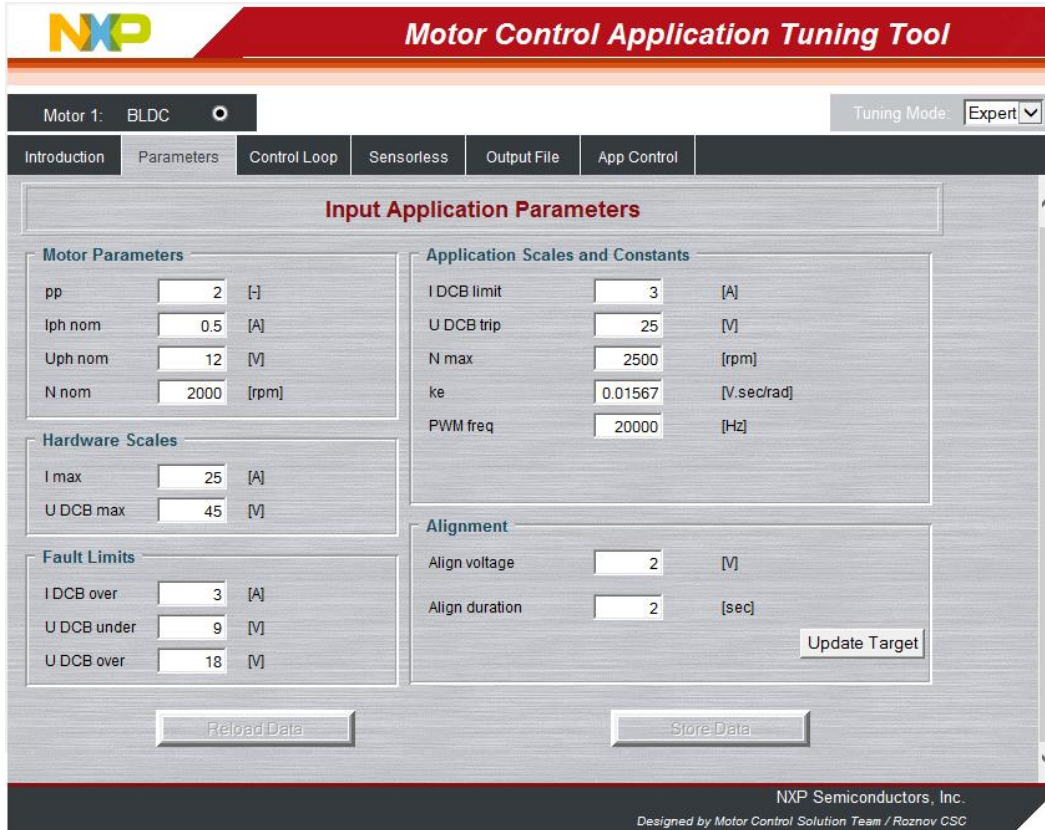 NXP
Motor Control Application Tuning Tool
Motor 1: BLDC
Tuning Mode: Expert
Introduction Parameters Control Loop Sensorless Output File App Control
Input Application Parameters
Motor Parameters
pp 2 [-]
Iph nom 0.5 [A]
Uph nom 12 [V]
N nom 2000 [rpm]
Hardware Scales
I max 25 [A]
U DCB max 45 [V]
Fault Limits
I DCB over 3 [A]
U DCB under 9 [V]
U DCB over 18 [V]
Application Scales and Constants
I DCB limit 3 [A]
U DCB trip 25 [V]
N max 2500 [rpm]
ke 0.01567 [V.sec/rad]
PWM freq 20000 [Hz]
Alignment
Align voltage 2 [V]
Align duration 2 [sec]
Update Target
Reload Data
Store Data
NXP Semiconductors, Inc.
Designed by Motor Control Solution Team / Roznov CSC